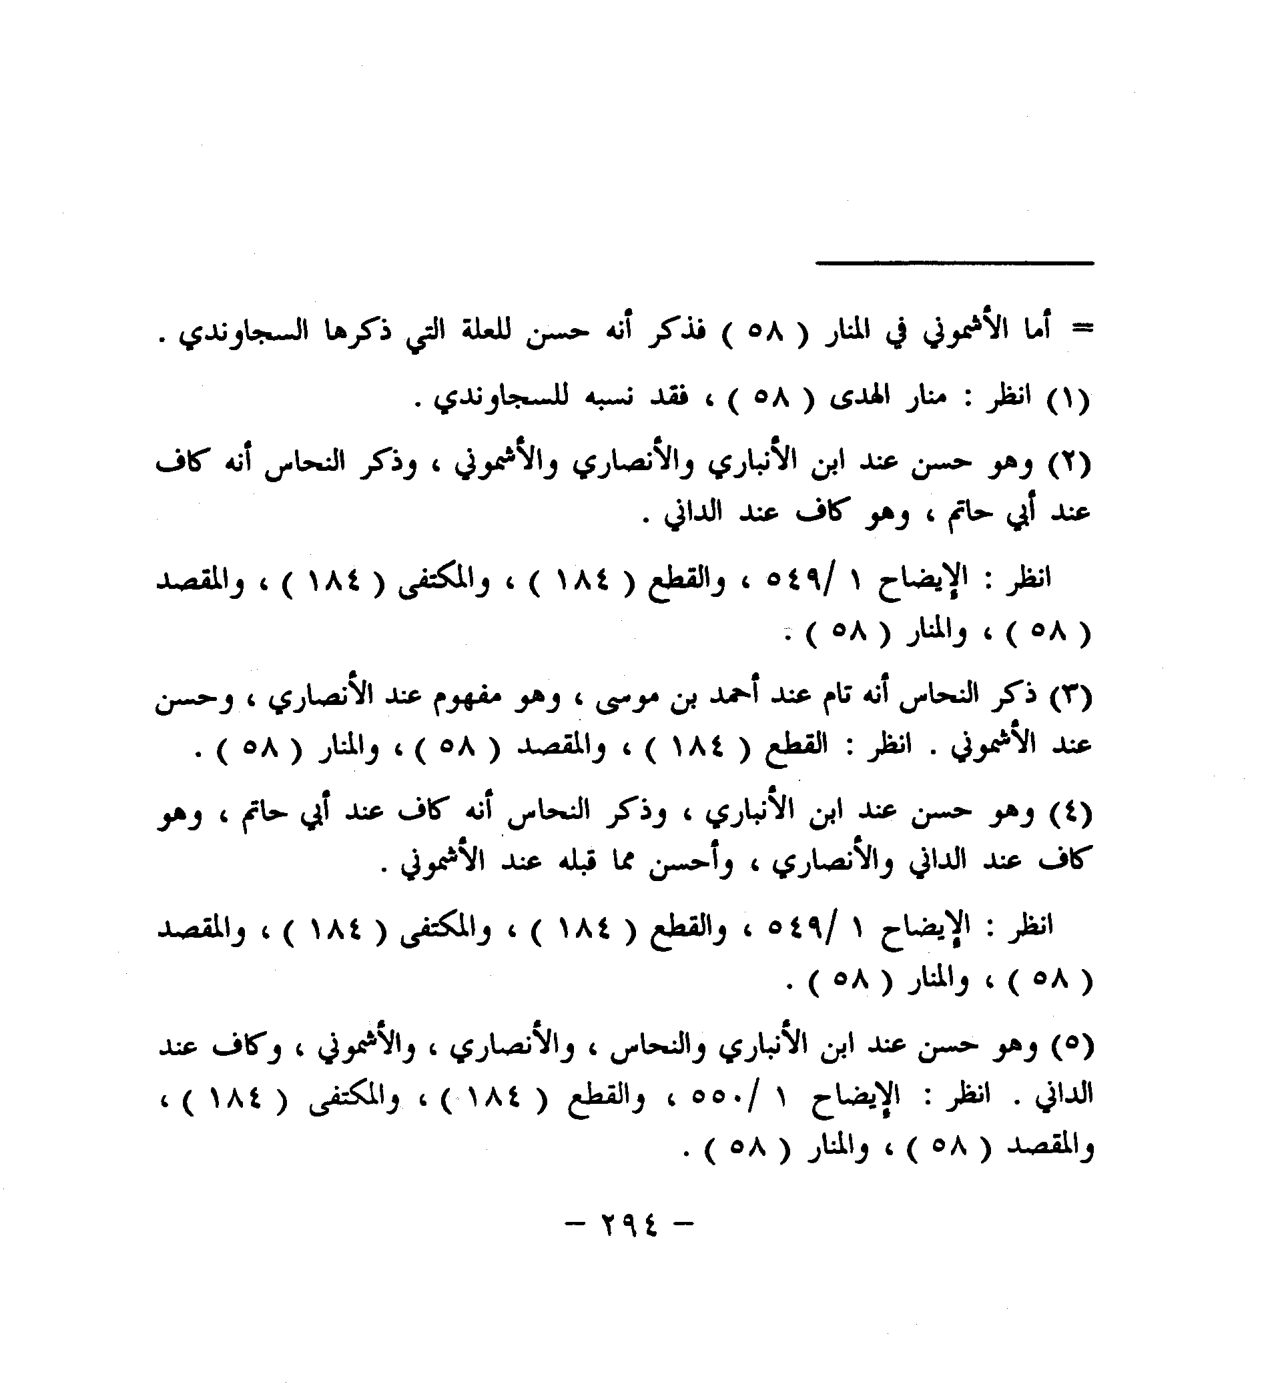 = أما الأشموني في المنار ( ٥٨ ) فذكر أنه حسن للعلة التي ذكرها السجاوندي .
(١) انظر : منار الهدى ( ٥٨ ) ، فقد نسبه للسجاوندي .
(٢) وهو حسن عند ابن الأنباري والأنصاري والأشموني ، وذكر النحاس أنه كاف
عند أبي حاتم ، وهو كاف عند الداني .
انظر : الإيضاح ١ /٥٤٩ ، والقطع ( ١٨٤ ) ، والمكتفى ( ١٨٤ ) ، والمقصد
( ٥٨ ) ، والمنار ( ٥٨ ) .
(٣) ذكر النحاس أنه تام عند أحمد بن موسى ، وهو مفهوم عند الأنصاري ، وحسن
عند الأشموني . انظر : القطع ( ١٨٤ ) ، والمقصد ( ٥٨ ) ، والمنار ( ٥٨ ) .
(٤) وهو حسن عند ابن الأنباري ، وذكر النحاس أنه كاف عند أبي حاتم ، وهو
كاف عند الداني والأنصاري ، وأحسن مما قبله عند الأشموني .
انظر : الإيضاح ١ /٥٤٩ ، والقطع ( ١٨٤ ) ، والمكتفى ( ١٨٤ ) ، والمقصد
( ٥٨ ) ، والمنار ( ٥٨ ) .
(٥) وهو حسن عند ابن الأنباري والنحاس ، والأنصاري ، والأشموني ، وكاف عند
الداني . انظر : الإيضاح ١ /٥٥٠ ، والقطع ( ١٨٤ ) ، والمكتفى ( ١٨٤ ) ،
والمقصد ( ٥٨ ) ، والمنار ( ٥٨ ) .
– ٢٩٤ –